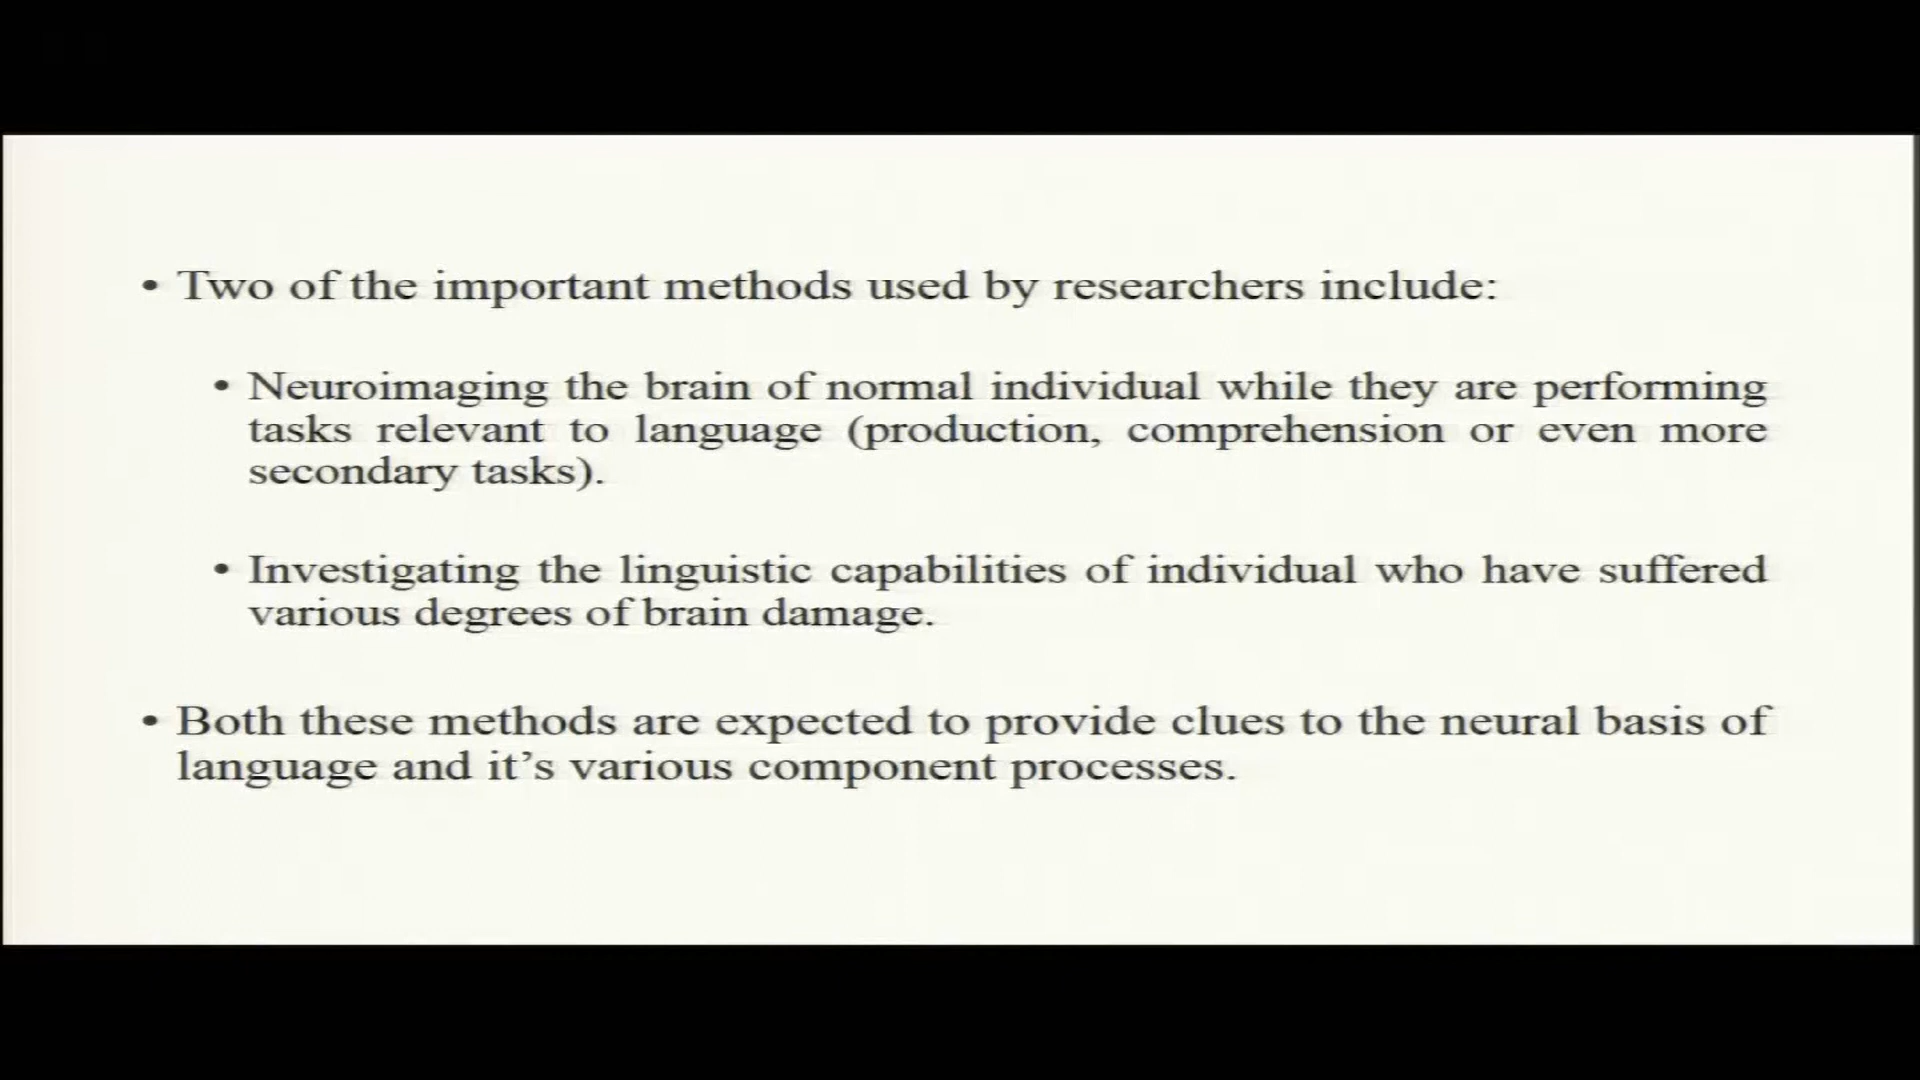 • Two of the important methods used by researchers include:
• Neuroimaging the brain of normal individual while they are performing
tasks relevant to language (production, comprehension or even more
secondary tasks).
• Investigating the linguistic capabilities of individual who have suffered
various degrees of brain damage.
• Both these methods are expected to provide clues to the neural basis of
language and it’s various component processes.